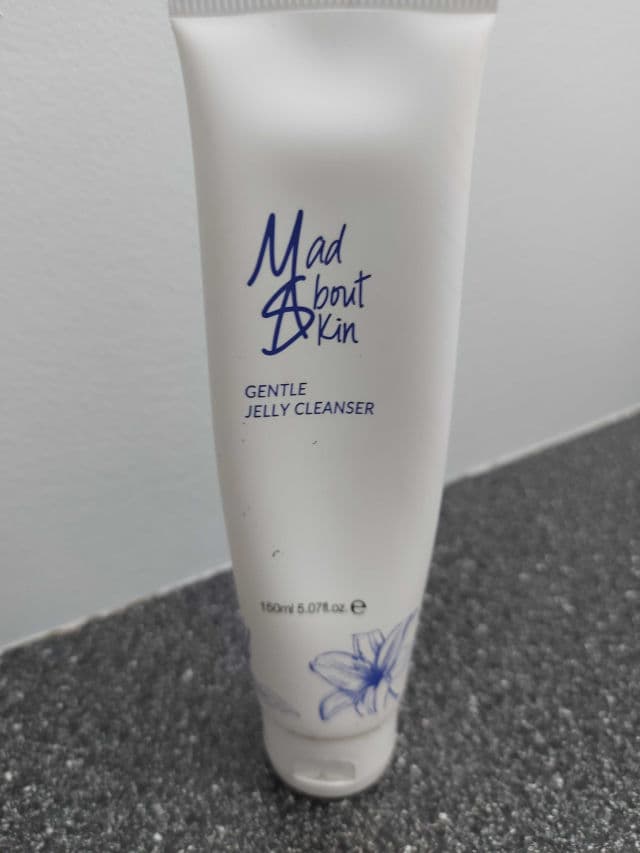 Mad
About
Skin
GENTLE
JELLY CLEANSER
150ml 5.07fl.oz. ℮